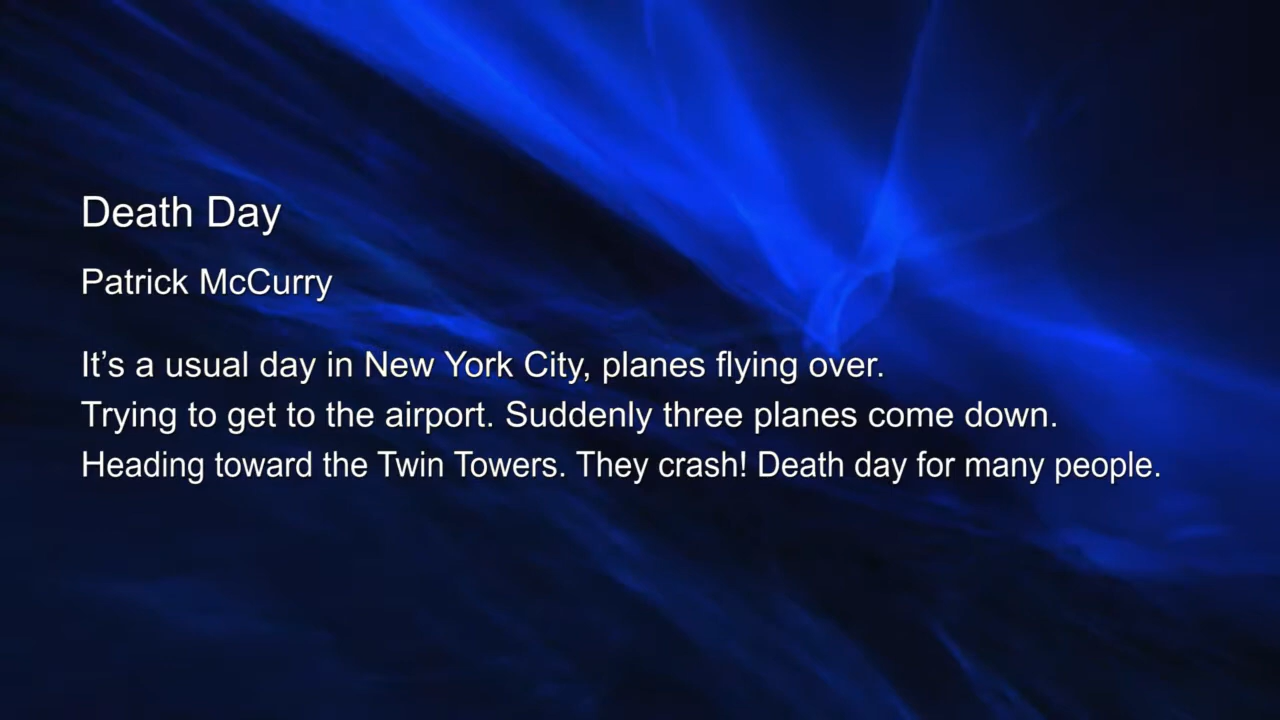 Death Day
Patrick McCurry
It’s a usual day in New York City, planes flying over.
Trying to get to the airport. Suddenly three planes come down.
Heading toward the Twin Towers. They crash! Death day for many people.